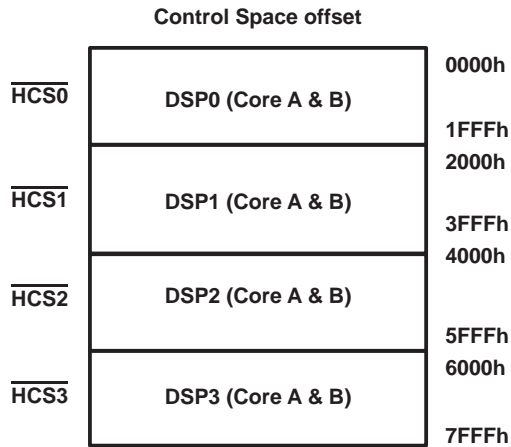 Control Space offset
0000h
HCS0
DSP0 (Core A & B)
1FFFh
2000h
HCS1
DSP1 (Core A & B)
3FFFh
4000h
HCS2
DSP2 (Core A & B)
5FFFh
6000h
HCS3
DSP3 (Core A & B)
7FFFh